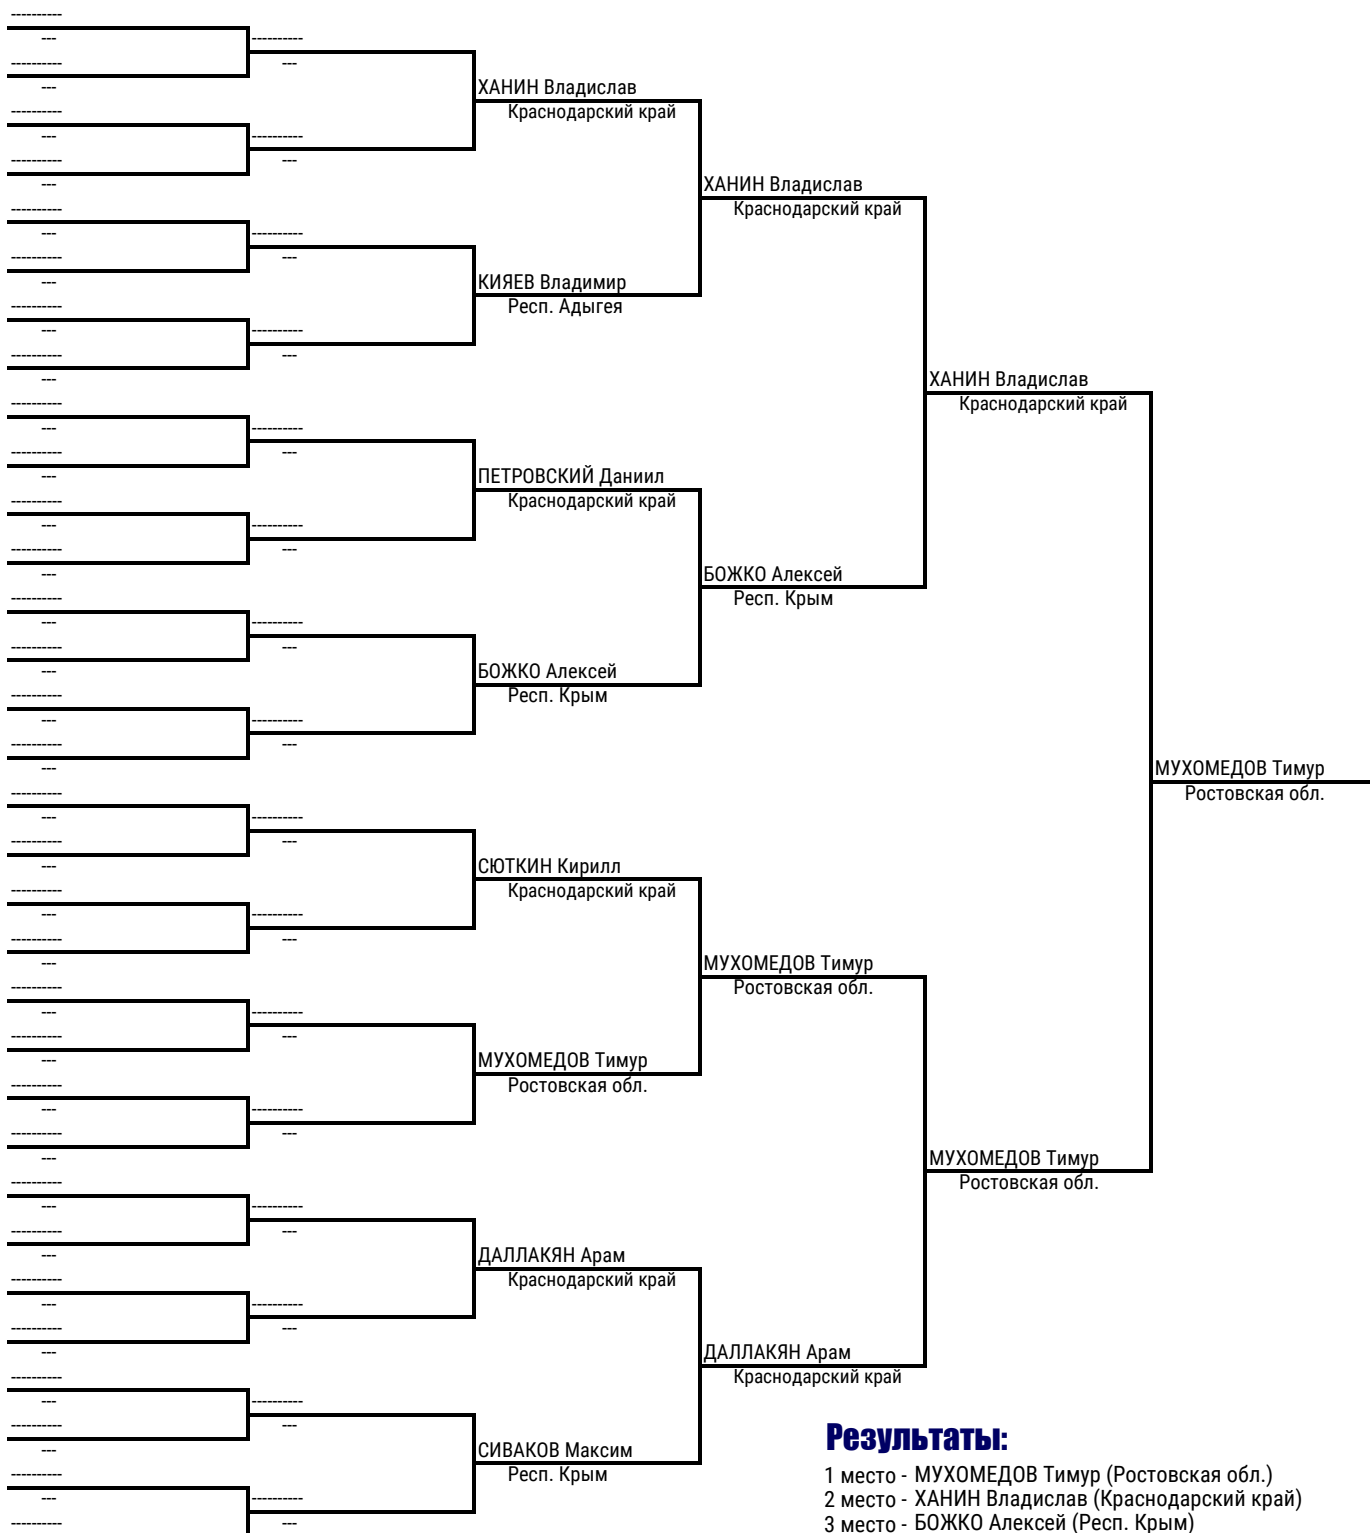 ХАНИН Владислав
Краснодарский край
КИЯЕВ Владимир
Респ. Адыгея
ПЕТРОВСКИЙ Даниил
Краснодарский край
БОЖКО Алексей
Респ. Крым
СЮТКИН Кирилл
Краснодарский край
МУХОМЕДОВ Тимур
Ростовская обл.
ДАЛЛАКЯН Арам
Краснодарский край
СИВАКОВ Максим
Респ. Крым
ХАНИН Владислав
Краснодарский край
БОЖКО Алексей
Респ. Крым
МУХОМЕДОВ Тимур
Ростовская обл.
ДАЛЛАКЯН Арам
Краснодарский край
ХАНИН Владислав
Краснодарский край
МУХОМЕДОВ Тимур
Ростовская обл.
МУХОМЕДОВ Тимур
Ростовская обл.
Результаты:
1 место - МУХОМЕДОВ Тимур (Ростовская обл.)
2 место - ХАНИН Владислав (Краснодарский край)
3 место - БОЖКО Алексей (Респ. Крым)